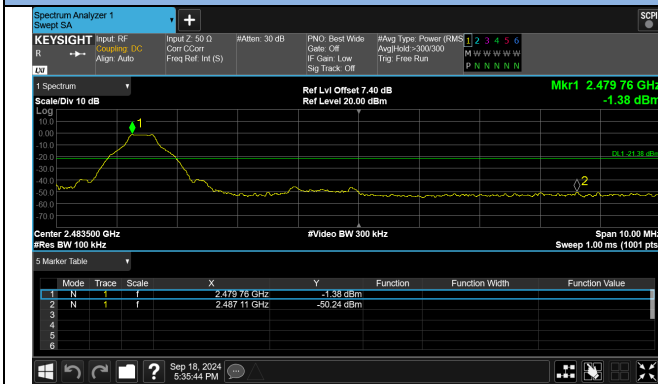 Spectrum Analyzer 1
Swept SA
+
SCPI
KEYSIGHT
R
LXI
Input: RF
Coupling: DC
Align: Auto
Input Z: 50 Ω
Corr CCorr
Freq Ref: Int (S)
#Atten: 30 dB
PNO: Best Wide
Gate: Off
IF Gain: Low
Sig Track: Off
#Avg Type: Power (RMS
Avg|Hold:>300/300
Trig: Free Run
1 2 3 4 5 6
M W W W W W
P N N N N N
1 Spectrum
Scale/Div 10 dB
Ref Lvl Offset 7.40 dB
Ref Level 20.00 dBm
Mkr1 2.479 76 GHz
-1.38 dBm
Log
10.0
0.00
-10.0
-20.0
-30.0
-40.0
-50.0
-60.0
-70.0
1
DL1 -21.38 dBm
2
Center 2.483500 GHz
#Res BW 100 kHz
#Video BW 300 kHz
Span 10.00 MHz
Sweep 1.00 ms (1001 pts
5 Marker Table
Mode Trace Scale X Y Function Function Width Function Value
1 N 1 f 2.479 76 GHz -1.38 dBm
2 N 1 f 2.487 11 GHz -50.24 dBm
3
4
5
6
?
Sep 18, 2024
5:35:44 PM